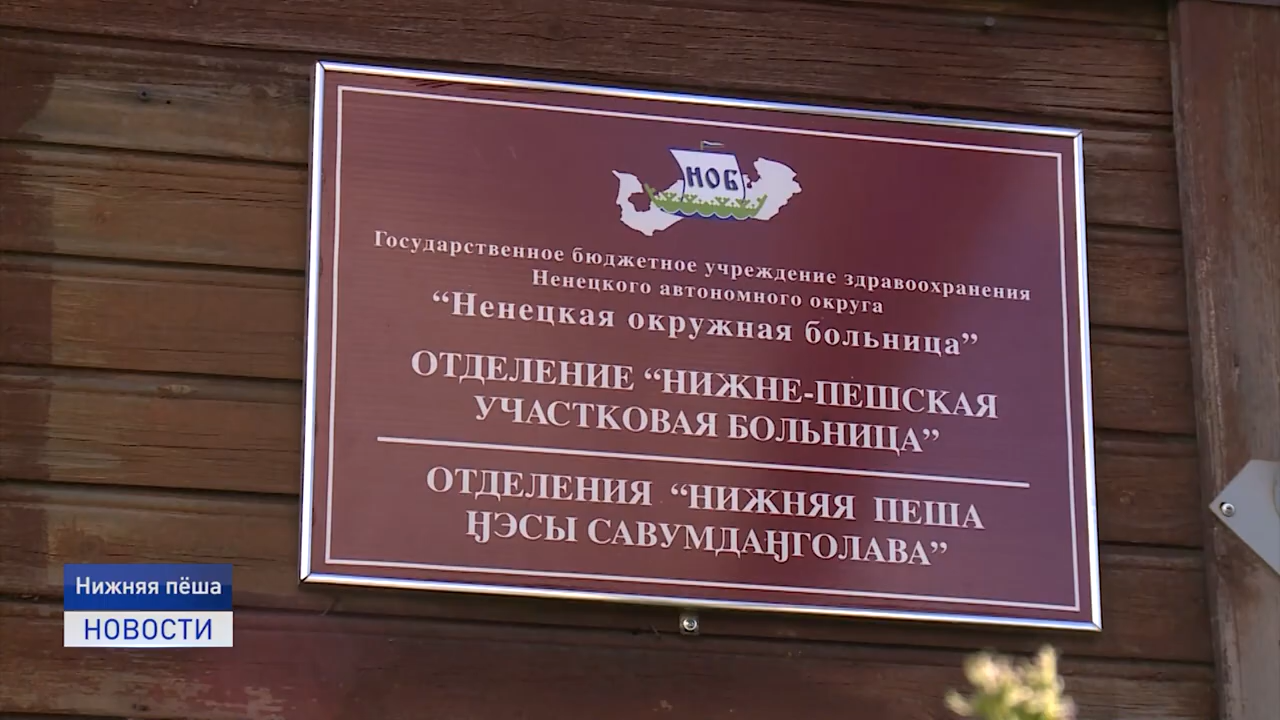 НОБ
Государственное бюджетное учреждение здравоохранения
Ненецкого автономного округа
“Ненецкая окружная больница”
ОТДЕЛЕНИЕ “НИЖНЕ-ПЕШСКАЯ
УЧАСТКОВАЯ БОЛЬНИЦА”
ОТДЕЛЕНИЯ “НИЖНЯЯ ПЕША
ӇЭСЫ САВУМДАӇГОЛАВА”
Нижняя пёша
НОВОСТИ